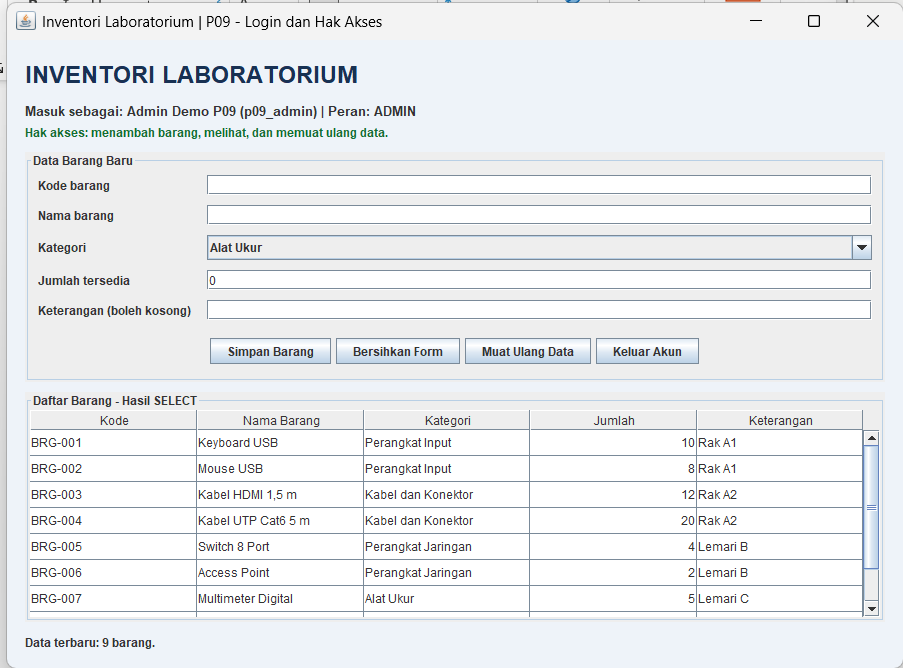 Inventori Laboratorium | P09 - Login dan Hak Akses
INVENTORI LABORATORIUM
Masuk sebagai: Admin Demo P09 (p09_admin) | Peran: ADMIN
Hak akses: menambah barang, melihat, dan memuat ulang data.
Data Barang Baru
Kode barang
Nama barang
Kategori Alat Ukur
Jumlah tersedia 0
Keterangan (boleh kosong)
Simpan Barang Bersihkan Form Muat Ulang Data Keluar Akun
Daftar Barang - Hasil SELECT
Kode Nama Barang Kategori Jumlah Keterangan
BRG-001 Keyboard USB Perangkat Input 10 Rak A1
BRG-002 Mouse USB Perangkat Input 8 Rak A1
BRG-003 Kabel HDMI 1,5 m Kabel dan Konektor 12 Rak A2
BRG-004 Kabel UTP Cat6 5 m Kabel dan Konektor 20 Rak A2
BRG-005 Switch 8 Port Perangkat Jaringan 4 Lemari B
BRG-006 Access Point Perangkat Jaringan 2 Lemari B
BRG-007 Multimeter Digital Alat Ukur 5 Lemari C
Data terbaru: 9 barang.